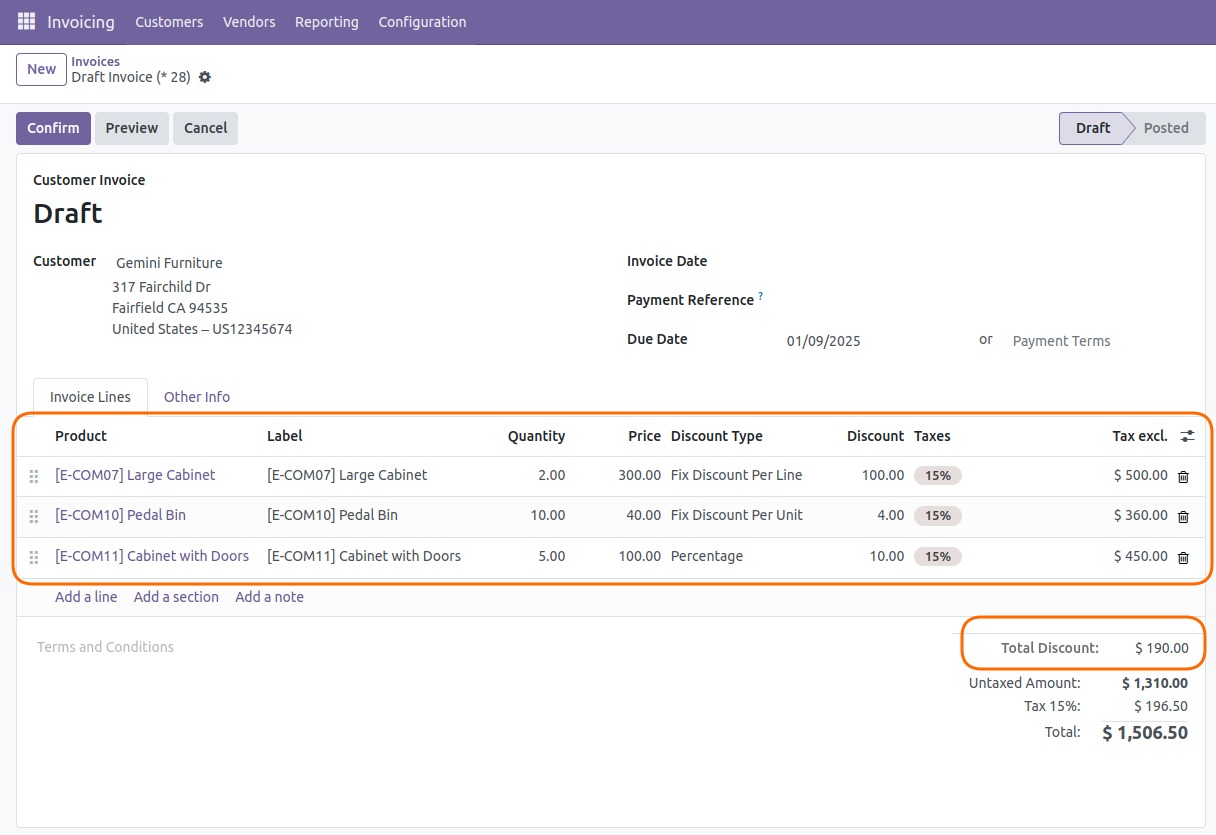 Invoicing Customers Vendors Reporting Configuration
New
Invoices
Draft Invoice (* 28)
Confirm Preview Cancel
Draft Posted
Customer Invoice
Draft
Customer Gemini Furniture
317 Fairchild Dr
Fairfield CA 94535
United States – US12345674
Invoice Date
Payment Reference ?
Due Date 01/09/2025 or Payment Terms
Invoice Lines Other Info
Product Label Quantity Price Discount Type Discount Taxes Tax excl.
[E-COM07] Large Cabinet [E-COM07] Large Cabinet 2.00 300.00 Fix Discount Per Line 100.00 15% $ 500.00
[E-COM10] Pedal Bin [E-COM10] Pedal Bin 10.00 40.00 Fix Discount Per Unit 4.00 15% $ 360.00
[E-COM11] Cabinet with Doors [E-COM11] Cabinet with Doors 5.00 100.00 Percentage 10.00 15% $ 450.00
Add a line Add a section Add a note
Terms and Conditions
Total Discount: $ 190.00
Untaxed Amount: $ 1,310.00
Tax 15%: $ 196.50
Total: $ 1,506.50